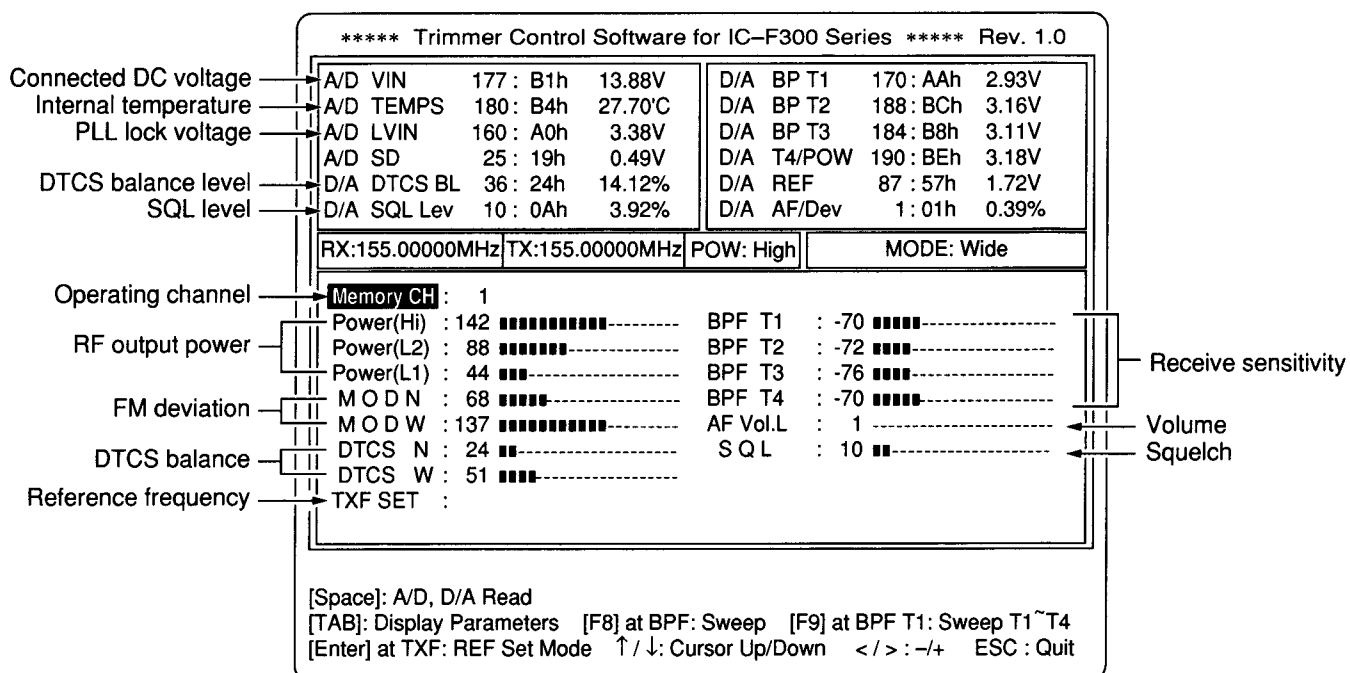 ***** Trimmer Control Software for IC–F300 Series ***** Rev. 1.0
Connected DC voltage
A/D VIN 177 : B1h 13.88V
D/A BP T1 170 : AAh 2.93V
Internal temperature
A/D TEMPS 180 : B4h 27.70'C
D/A BP T2 188 : BCh 3.16V
PLL lock voltage
A/D LVIN 160 : A0h 3.38V
D/A BP T3 184 : B8h 3.11V
A/D SD 25 : 19h 0.49V
D/A T4/POW 190 : BEh 3.18V
DTCS balance level
D/A DTCS BL 36 : 24h 14.12%
D/A REF 87 : 57h 1.72V
SQL level
D/A SQL Lev 10 : 0Ah 3.92%
D/A AF/Dev 1 : 01h 0.39%
RX:155.00000MHz TX:155.00000MHz POW: High MODE: Wide
Operating channel
Memory CH : 1
RF output power
Power(Hi) : 142
Power(L2) : 88
Power(L1) : 44
FM deviation
M O D N : 68
M O D W : 137
DTCS balance
DTCS N : 24
DTCS W : 51
Reference frequency
TXF SET :
BPF T1 : -70
BPF T2 : -72
BPF T3 : -76
BPF T4 : -70
Receive sensitivity
AF Vol.L : 1
Volume
S Q L : 10
Squelch
[Space]: A/D, D/A Read
[TAB]: Display Parameters [F8] at BPF: Sweep [F9] at BPF T1: Sweep T1~T4
[Enter] at TXF: REF Set Mode ↑ / ↓: Cursor Up/Down < / > : –/+ ESC : Quit